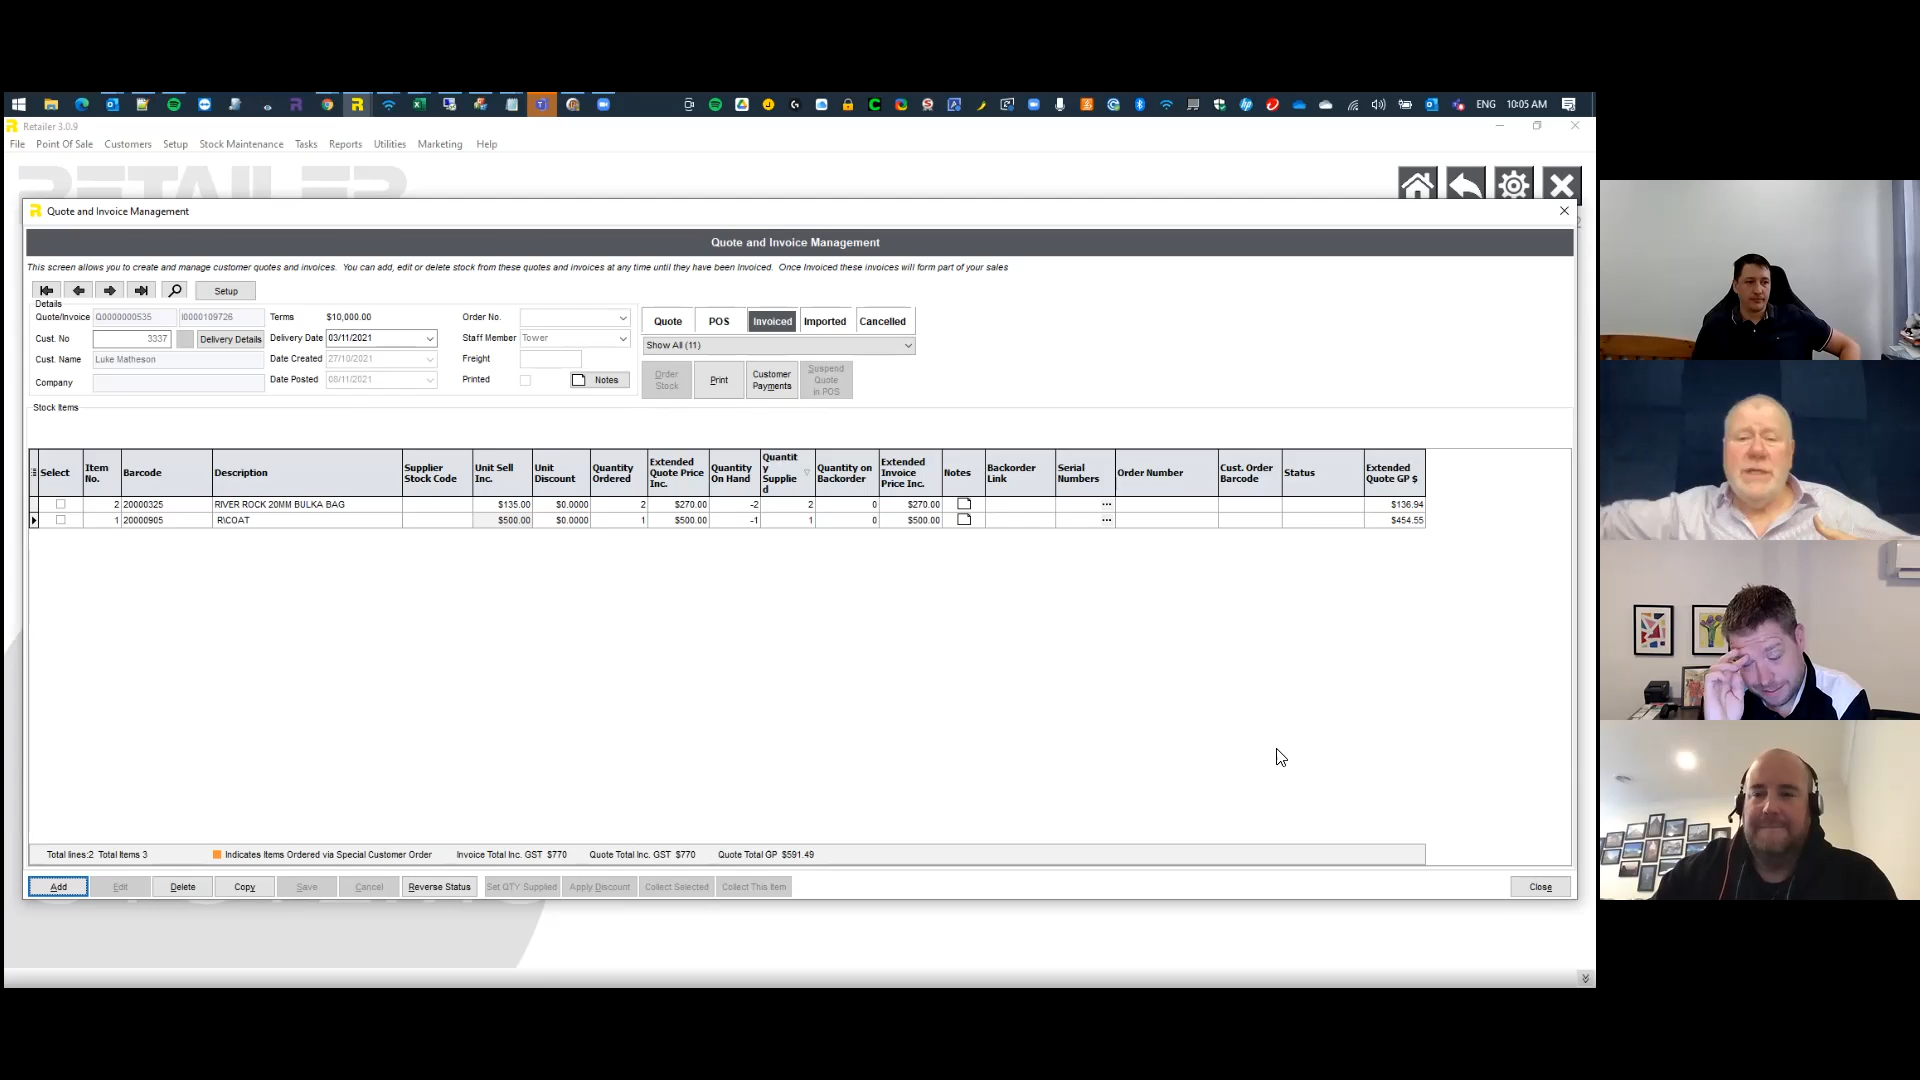 ENG 10:05 AM
Retailer 3.0.9
File Point Of Sale Customers Setup Stock Maintenance Tasks Reports Utilities Marketing Help
RETAILER
Quote and Invoice Management
Quote and Invoice Management
This screen allows you to create and manage customer quotes and invoices. You can add, edit or delete stock from these quotes and invoices at any time until they have been Invoiced. Once Invoiced these invoices will form part of your sales
Setup
Details
Quote/Invoice Q0000000535 I0000109726 Terms $10,000.00 Order No.
Quote POS Invoiced Imported Cancelled
Cust. No 3337 Delivery Details Delivery Date 03/11/2021 Staff Member Tower
Show All (11)
Cust. Name Luke Matheson Date Created 27/10/2021 Freight
Company Date Posted 08/11/2021 Printed Notes
Order Stock Print Customer Payments Suspend Quote in POS
Stock Items
Select Item No. Barcode Description Supplier Stock Code Unit Sell Inc. Unit Discount Quantity Ordered Extended Quote Price Inc. Quantity On Hand Quantity Supplied Quantity on Backorder Extended Invoice Price Inc. Notes Backorder Link Serial Numbers Order Number Cust. Order Barcode Status Extended Quote GP $
2 20000325 RIVER ROCK 20MM BULKA BAG $135.00 $0.0000 2 $270.00 -2 2 0 $270.00 ... $136.94
1 20000905 R\COAT $500.00 $0.0000 1 $500.00 -1 1 0 $500.00 ... $454.55
Total lines:2 Total Items 3 Indicates Items Ordered via Special Customer Order Invoice Total Inc. GST $770 Quote Total Inc. GST $770 Quote Total GP $591.49
Add Edit Delete Copy Save Cancel Reverse Status Set QTY Supplied Apply Discount Collect Selected Collect This Item Close